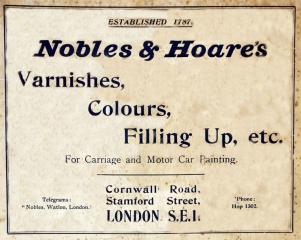 ESTABLISHED 1787.
Nobles & Hoare's
Varnishes,
Colours,
Filling Up, etc.
For Carriage and Motor Car Painting.
Cornwall Road,
Stamford Street,
LONDON S.E.1.
Telegrams:
"Nobles, Watloo, London."
'Phone:
Hop 1302.